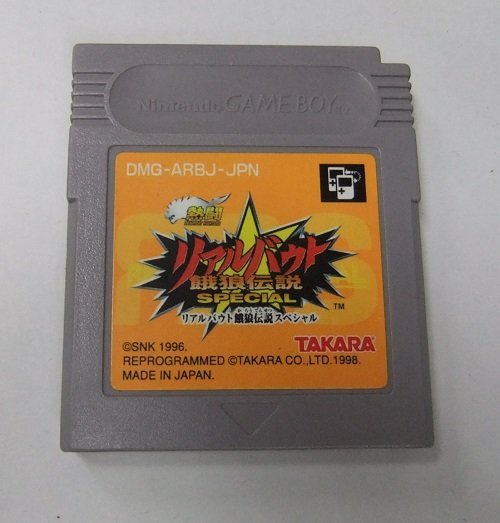 Nintendo GAME BOY TM
DMG-ARBJ-JPN
熱闘
リアルバウト
餓狼伝説
SPECIAL
TM
リアルバウト餓狼伝説スペシャル
©SNK 1996.
REPROGRAMMED ©TAKARA CO.,LTD.1998.
MADE IN JAPAN.
TAKARA